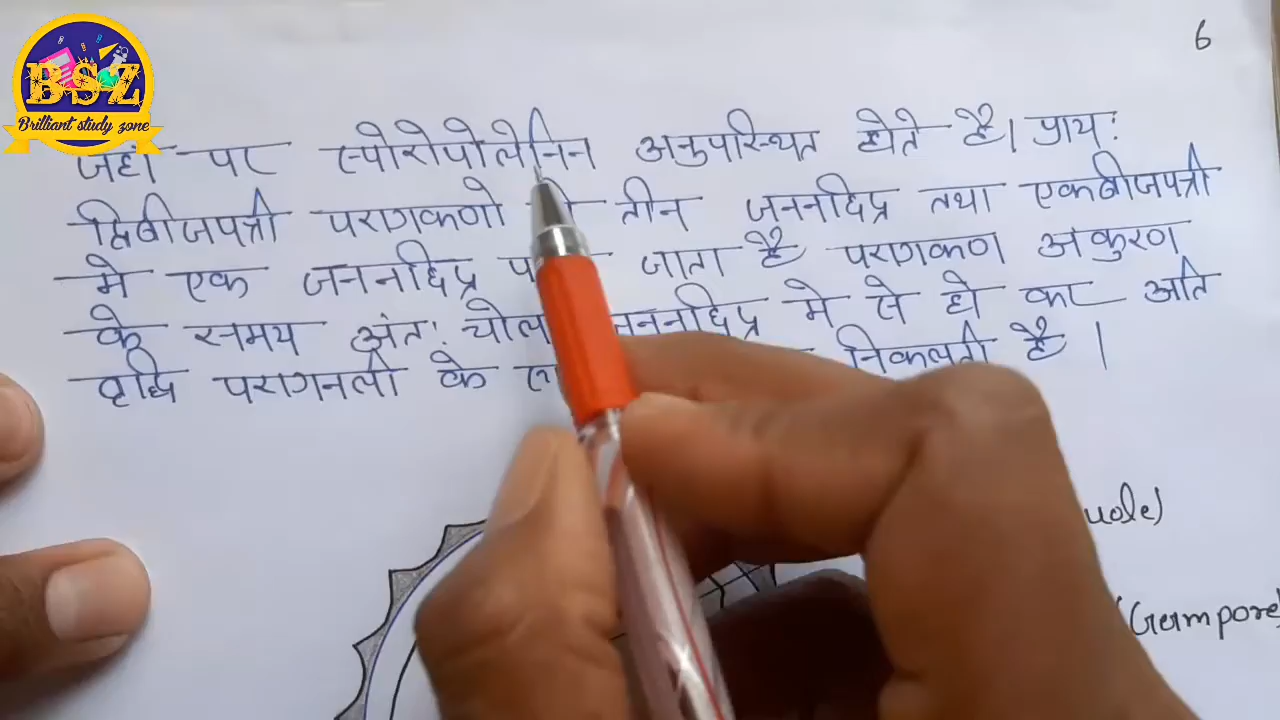 6
BSZ
Brilliant study zone
जहाँ पर स्पोरोपोलेनिन अनुपस्थित होते है। प्रायः
द्विबीजपत्री परागकणो तीन जननछिद्र तथा एकबीजपत्री
मे एक जननछिद्र जाता है परागकण अंकुरण
के समय अंतः चोल जननछिद्र मे से हो कर अति
वृद्धि परागनली के निकलती है ।
(Germpore)